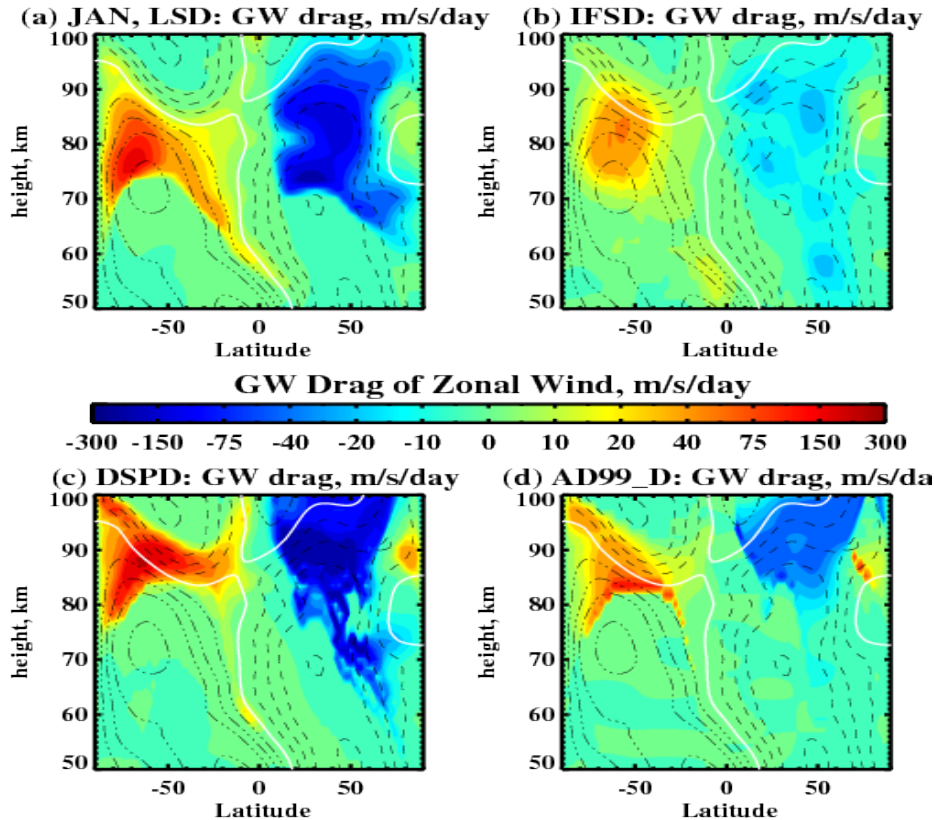 (a) JAN, LSD: GW drag, m/s/day
(b) IFSD: GW drag, m/s/day
100
90
80
70
60
50
height, km
-50 0 50
Latitude
100
90
80
70
60
50
height, km
-50 0 50
Latitude
GW Drag of Zonal Wind, m/s/day
-300 -150 -75 -40 -20 -10 0 10 20 40 75 150 300
(c) DSPD: GW drag, m/s/day
(d) AD99_D: GW drag, m/s/da
100
90
80
70
60
50
height, km
-50 0 50
Latitude
100
90
80
70
60
50
height, km
-50 0 50
Latitude